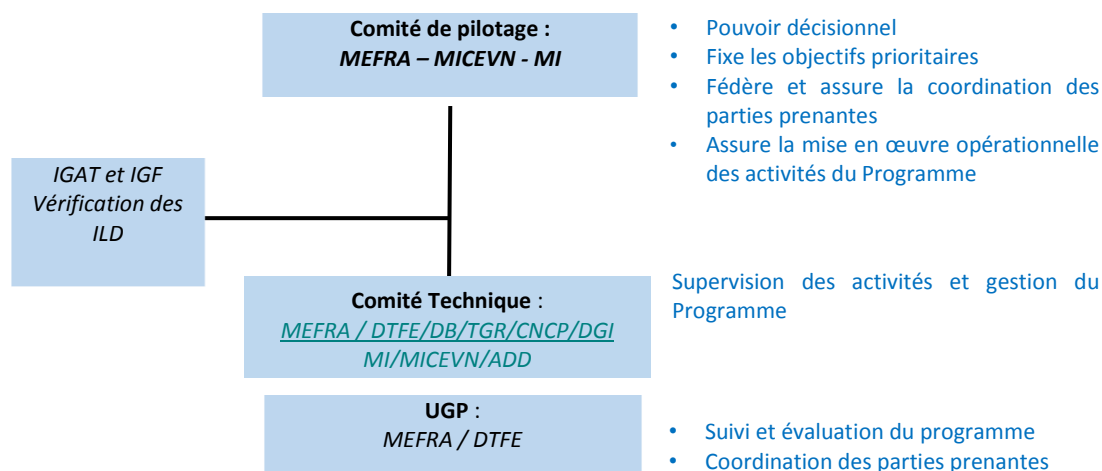 Comité de pilotage :
MEFRA – MICEVN - MI
• Pouvoir décisionnel
• Fixe les objectifs prioritaires
• Fédère et assure la coordination des
parties prenantes
• Assure la mise en œuvre opérationnelle
des activités du Programme
IGAT et IGF
Vérification des
ILD
Comité Technique :
MEFRA / DTFE/DB/TGR/CNCP/DGI
MI/MICEVN/ADD
Supervision des activités et gestion du
Programme
UGP :
MEFRA / DTFE
• Suivi et évaluation du programme
• Coordination des parties prenantes